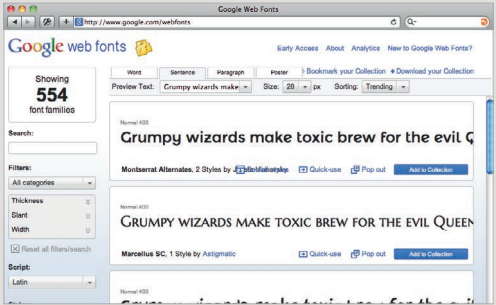 Google Web Fonts
http://www.google.com/webfonts
Google web fonts
Early Access About Analytics New to Google Web Fonts?
Showing
554
font families
Search:
Filters:
All categories
Thickness
Slant
Width
Reset all filters/search
Script:
Latin
Word Sentence Paragraph Poster Bookmark your Collection Download your Collection
Preview Text: Grumpy wizards make Size: 28 px Sorting: Trending
Normal 400
Grumpy wizards make toxic brew for the evil Q
Montserrat Alternates, 2 Styles by Quick-use Pop out Add to Collection
Normal 400
Grumpy wizards make toxic brew for the evil Queen
Marcellus SC, 1 Style by Astigmatic Quick-use Pop out Add to Collection
Normal 400